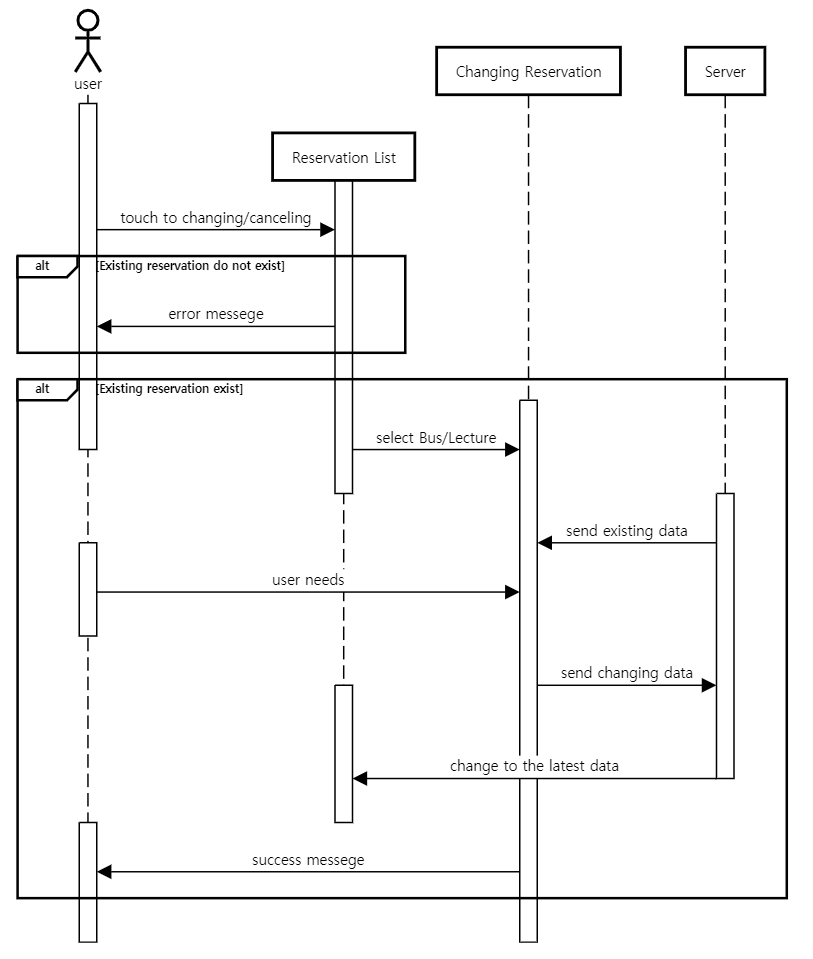 user
Changing Reservation
Server
Reservation List
touch to changing/canceling
alt
[Existing reservation do not exist]
error messege
alt
[Existing reservation exist]
select Bus/Lecture
send existing data
user needs
send changing data
change to the latest data
success messege